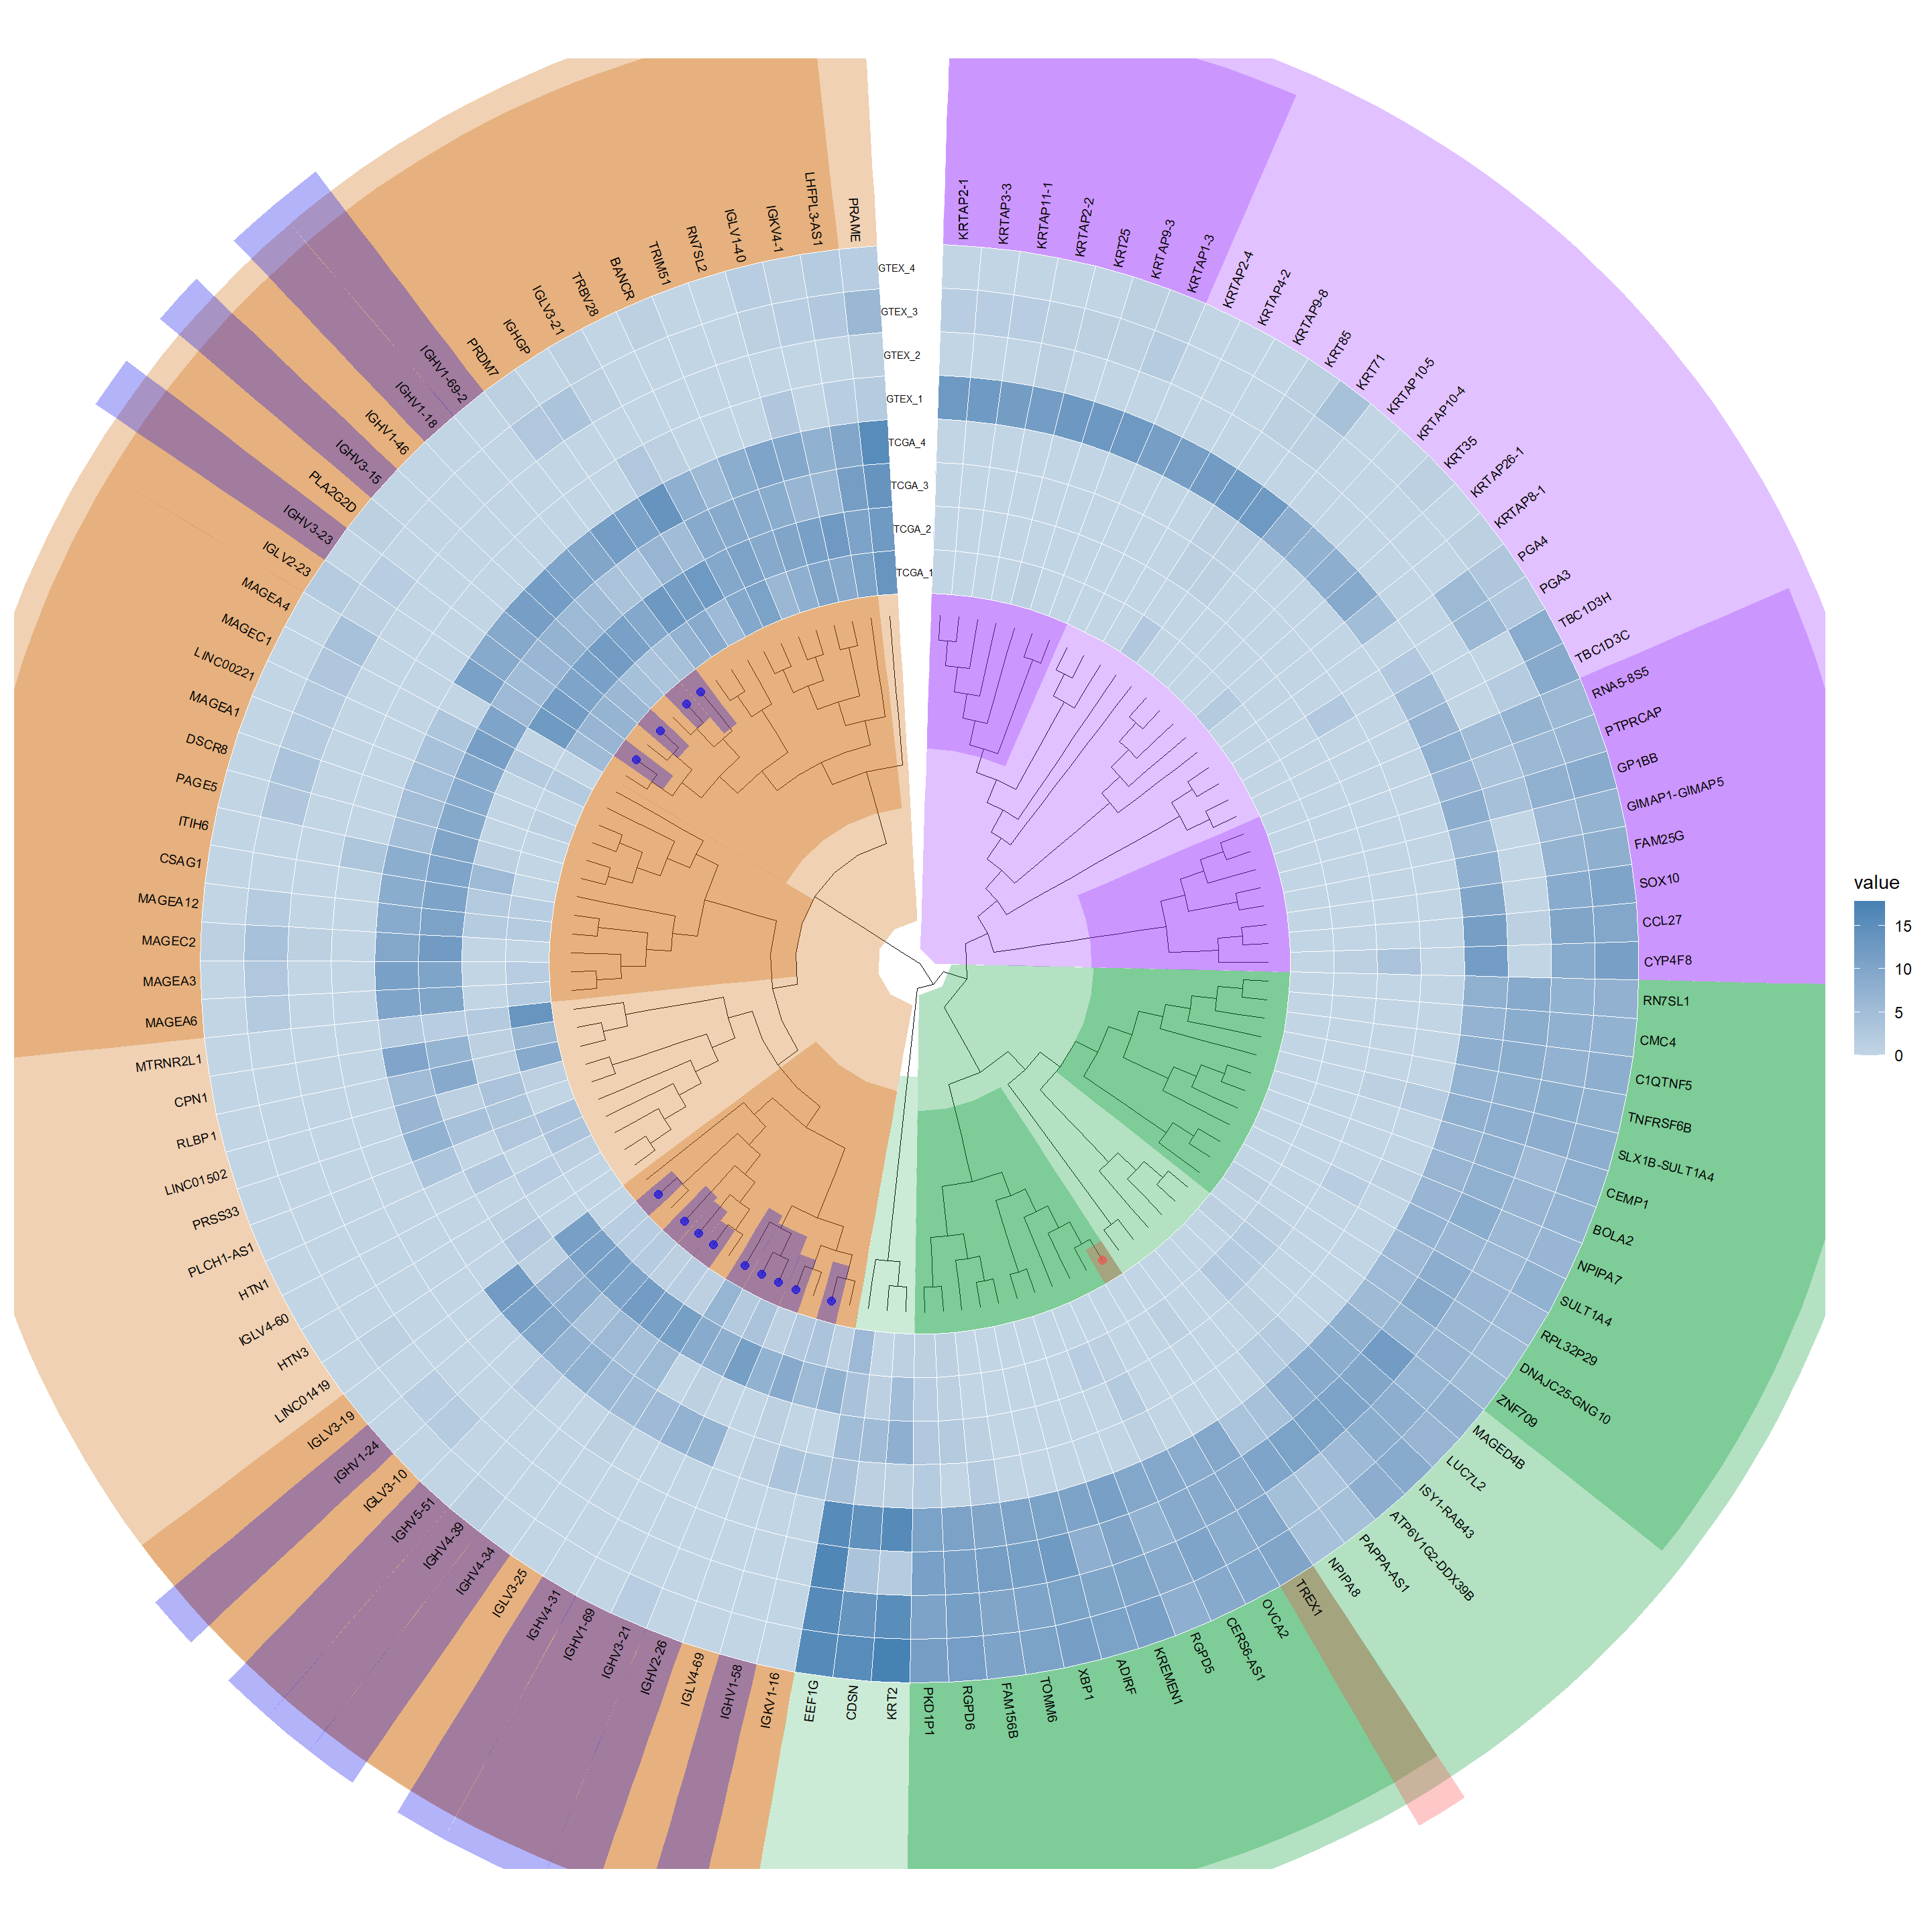 KRTAP2-1
KRTAP3-3
KRTAP11-1
KRTAP2-2
KRT25
KRTAP9-3
KRTAP1-3
KRTAP2-4
KRTAP4-2
KRTAP9-8
KRT85
KRT71
KRTAP10-5
KRTAP10-4
KRT35
KRTAP26-1
KRTAP8-1
PGA4
PGA3
TBC1D3H
TBC1D3C
RNA5-8S5
PTPRCAP
GP1BB
GIMAP1-GIMAP5
FAM25G
SOX10
CCL27
CYP4F8
RN7SL1
CMC4
C1QTNF5
TNFRSF6B
SLX1B-SULT1A4
CEMP1
BOLA2
NPIPA7
SULT1A4
RPL32P29
DNAJC25-GNG10
ZNF709
MAGED4B
LUC7L2
ISY1-RAB43
ATP6V1G2-DDX39B
PAPPA-AS1
NPIPA8
TREX1
OVCA2
CERS6-AS1
RGPD5
KREMEN1
ADIRF
XBP1
TOMM6
FAM156B
RGPD6
PKD1P1
KRT2
CDSN
EEF1G
IGKV1-16
IGHV1-58
IGLV4-69
IGHV2-26
IGHV3-21
IGHV1-69
IGHV4-31
IGLV3-25
IGHV4-34
IGHV4-39
IGHV5-51
IGLV3-10
IGHV1-24
IGLV3-19
LINC01419
HTN3
IGLV4-60
HTN1
PLCH1-AS1
PRSS33
LINC01502
RLBP1
CPN1
MTRNR2L1
MAGEA6
MAGEA3
MAGEC2
MAGEA12
CSAG1
ITIH6
PAGE5
DSCR8
MAGEA1
LINC00221
MAGEC1
MAGEA4
IGLV2-23
IGHV3-23
PLA2G2D
IGHV3-15
IGHV1-46
IGHV1-18
IGHV1-69-2
PRDM7
IGHGP
IGLV3-21
TRBV28
BANCR
TRIM51
RN7SL2
IGLV1-40
IGKV4-1
LHFPL3-AS1
PRAME
GTEX_4
GTEX_3
GTEX_2
GTEX_1
TCGA_4
TCGA_3
TCGA_2
TCGA_1
value
15
10
5
0